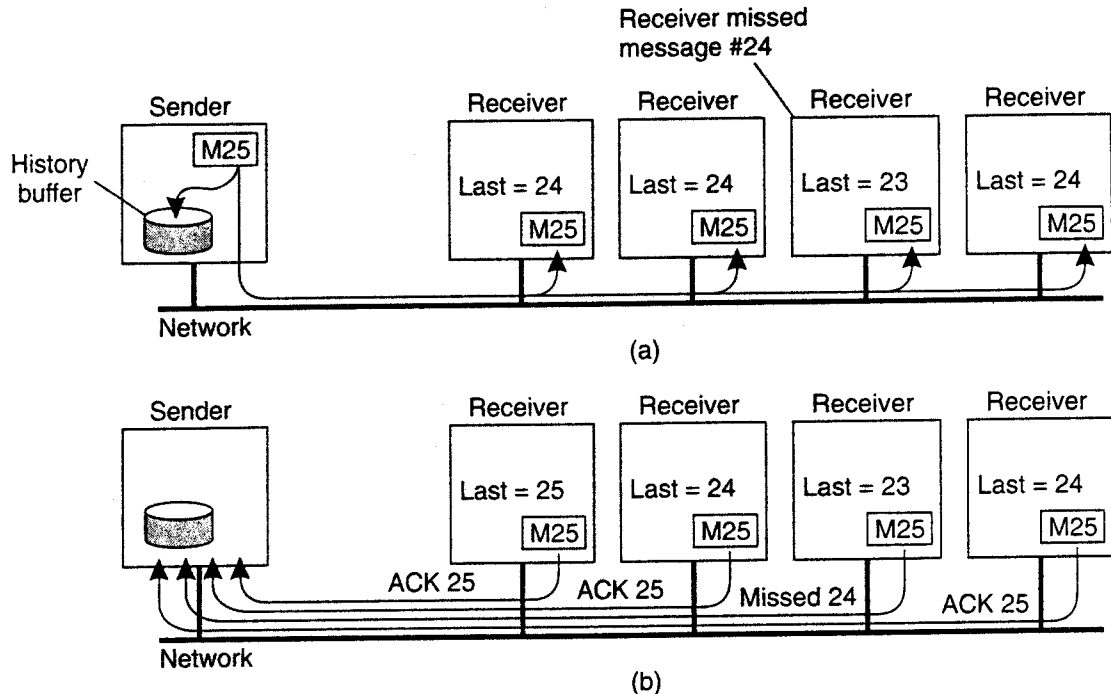 Receiver missed
message #24
Sender
Receiver
Receiver
Receiver
Receiver
History
buffer
M25
Last = 24
M25
Last = 24
M25
Last = 23
M25
Last = 24
M25
Network
(a)
Sender
Receiver
Receiver
Receiver
Receiver
Last = 25
M25
Last = 24
M25
Last = 23
M25
Last = 24
M25
ACK 25
ACK 25
Missed 24
ACK 25
Network
(b)